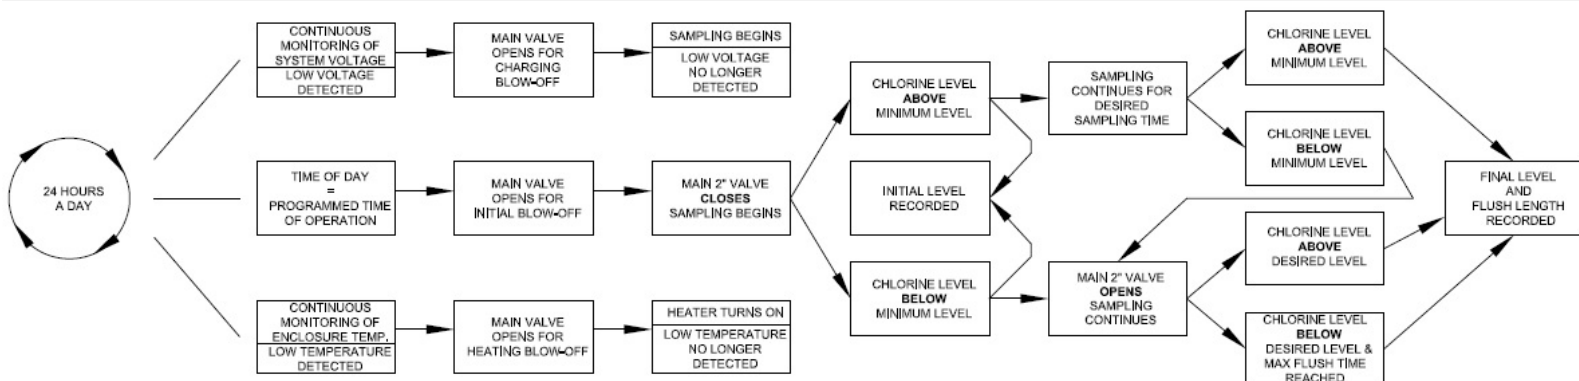 24 HOURS
A DAY
CONTINUOUS
MONITORING OF
SYSTEM VOLTAGE
LOW VOLTAGE
DETECTED
MAIN VALVE
OPENS FOR
CHARGING
BLOW-OFF
SAMPLING BEGINS
LOW VOLTAGE
NO LONGER
DETECTED
TIME OF DAY
=
PROGRAMMED TIME
OF OPERATION
MAIN VALVE
OPENS FOR
INITIAL BLOW-OFF
MAIN 2" VALVE
CLOSES
SAMPLING BEGINS
CONTINUOUS
MONITORING OF
ENCLOSURE TEMP.
LOW TEMPERATURE
DETECTED
MAIN VALVE
OPENS FOR
HEATING BLOW-OFF
HEATER TURNS ON
LOW TEMPERATURE
NO LONGER
DETECTED
CHLORINE LEVEL
ABOVE
MINIMUM LEVEL
INITIAL LEVEL
RECORDED
CHLORINE LEVEL
BELOW
MINIMUM LEVEL
SAMPLING
CONTINUES FOR
DESIRED
SAMPLING TIME
MAIN 2" VALVE
OPENS
SAMPLING
CONTINUES
CHLORINE LEVEL
ABOVE
MINIMUM LEVEL
CHLORINE LEVEL
BELOW
MINIMUM LEVEL
CHLORINE LEVEL
ABOVE
DESIRED LEVEL
CHLORINE LEVEL
BELOW
DESIRED LEVEL &
MAX FLUSH TIME
REACHED
FINAL LEVEL
AND
FLUSH LENGTH
RECORDED